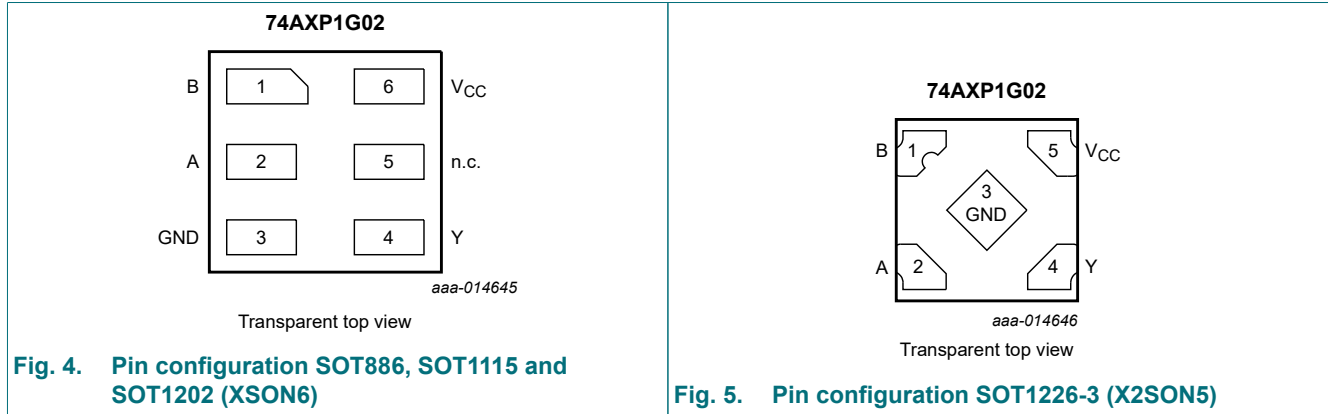 74AXP1G02
B 1 6 VCC
A 2 5 n.c.
GND 3 4 Y
aaa-014645
Transparent top view
Fig. 4. Pin configuration SOT886, SOT1115 and
SOT1202 (XSON6)
74AXP1G02
B 1 5 VCC
3
GND
A 2 4 Y
aaa-014646
Transparent top view
Fig. 5. Pin configuration SOT1226-3 (X2SON5)